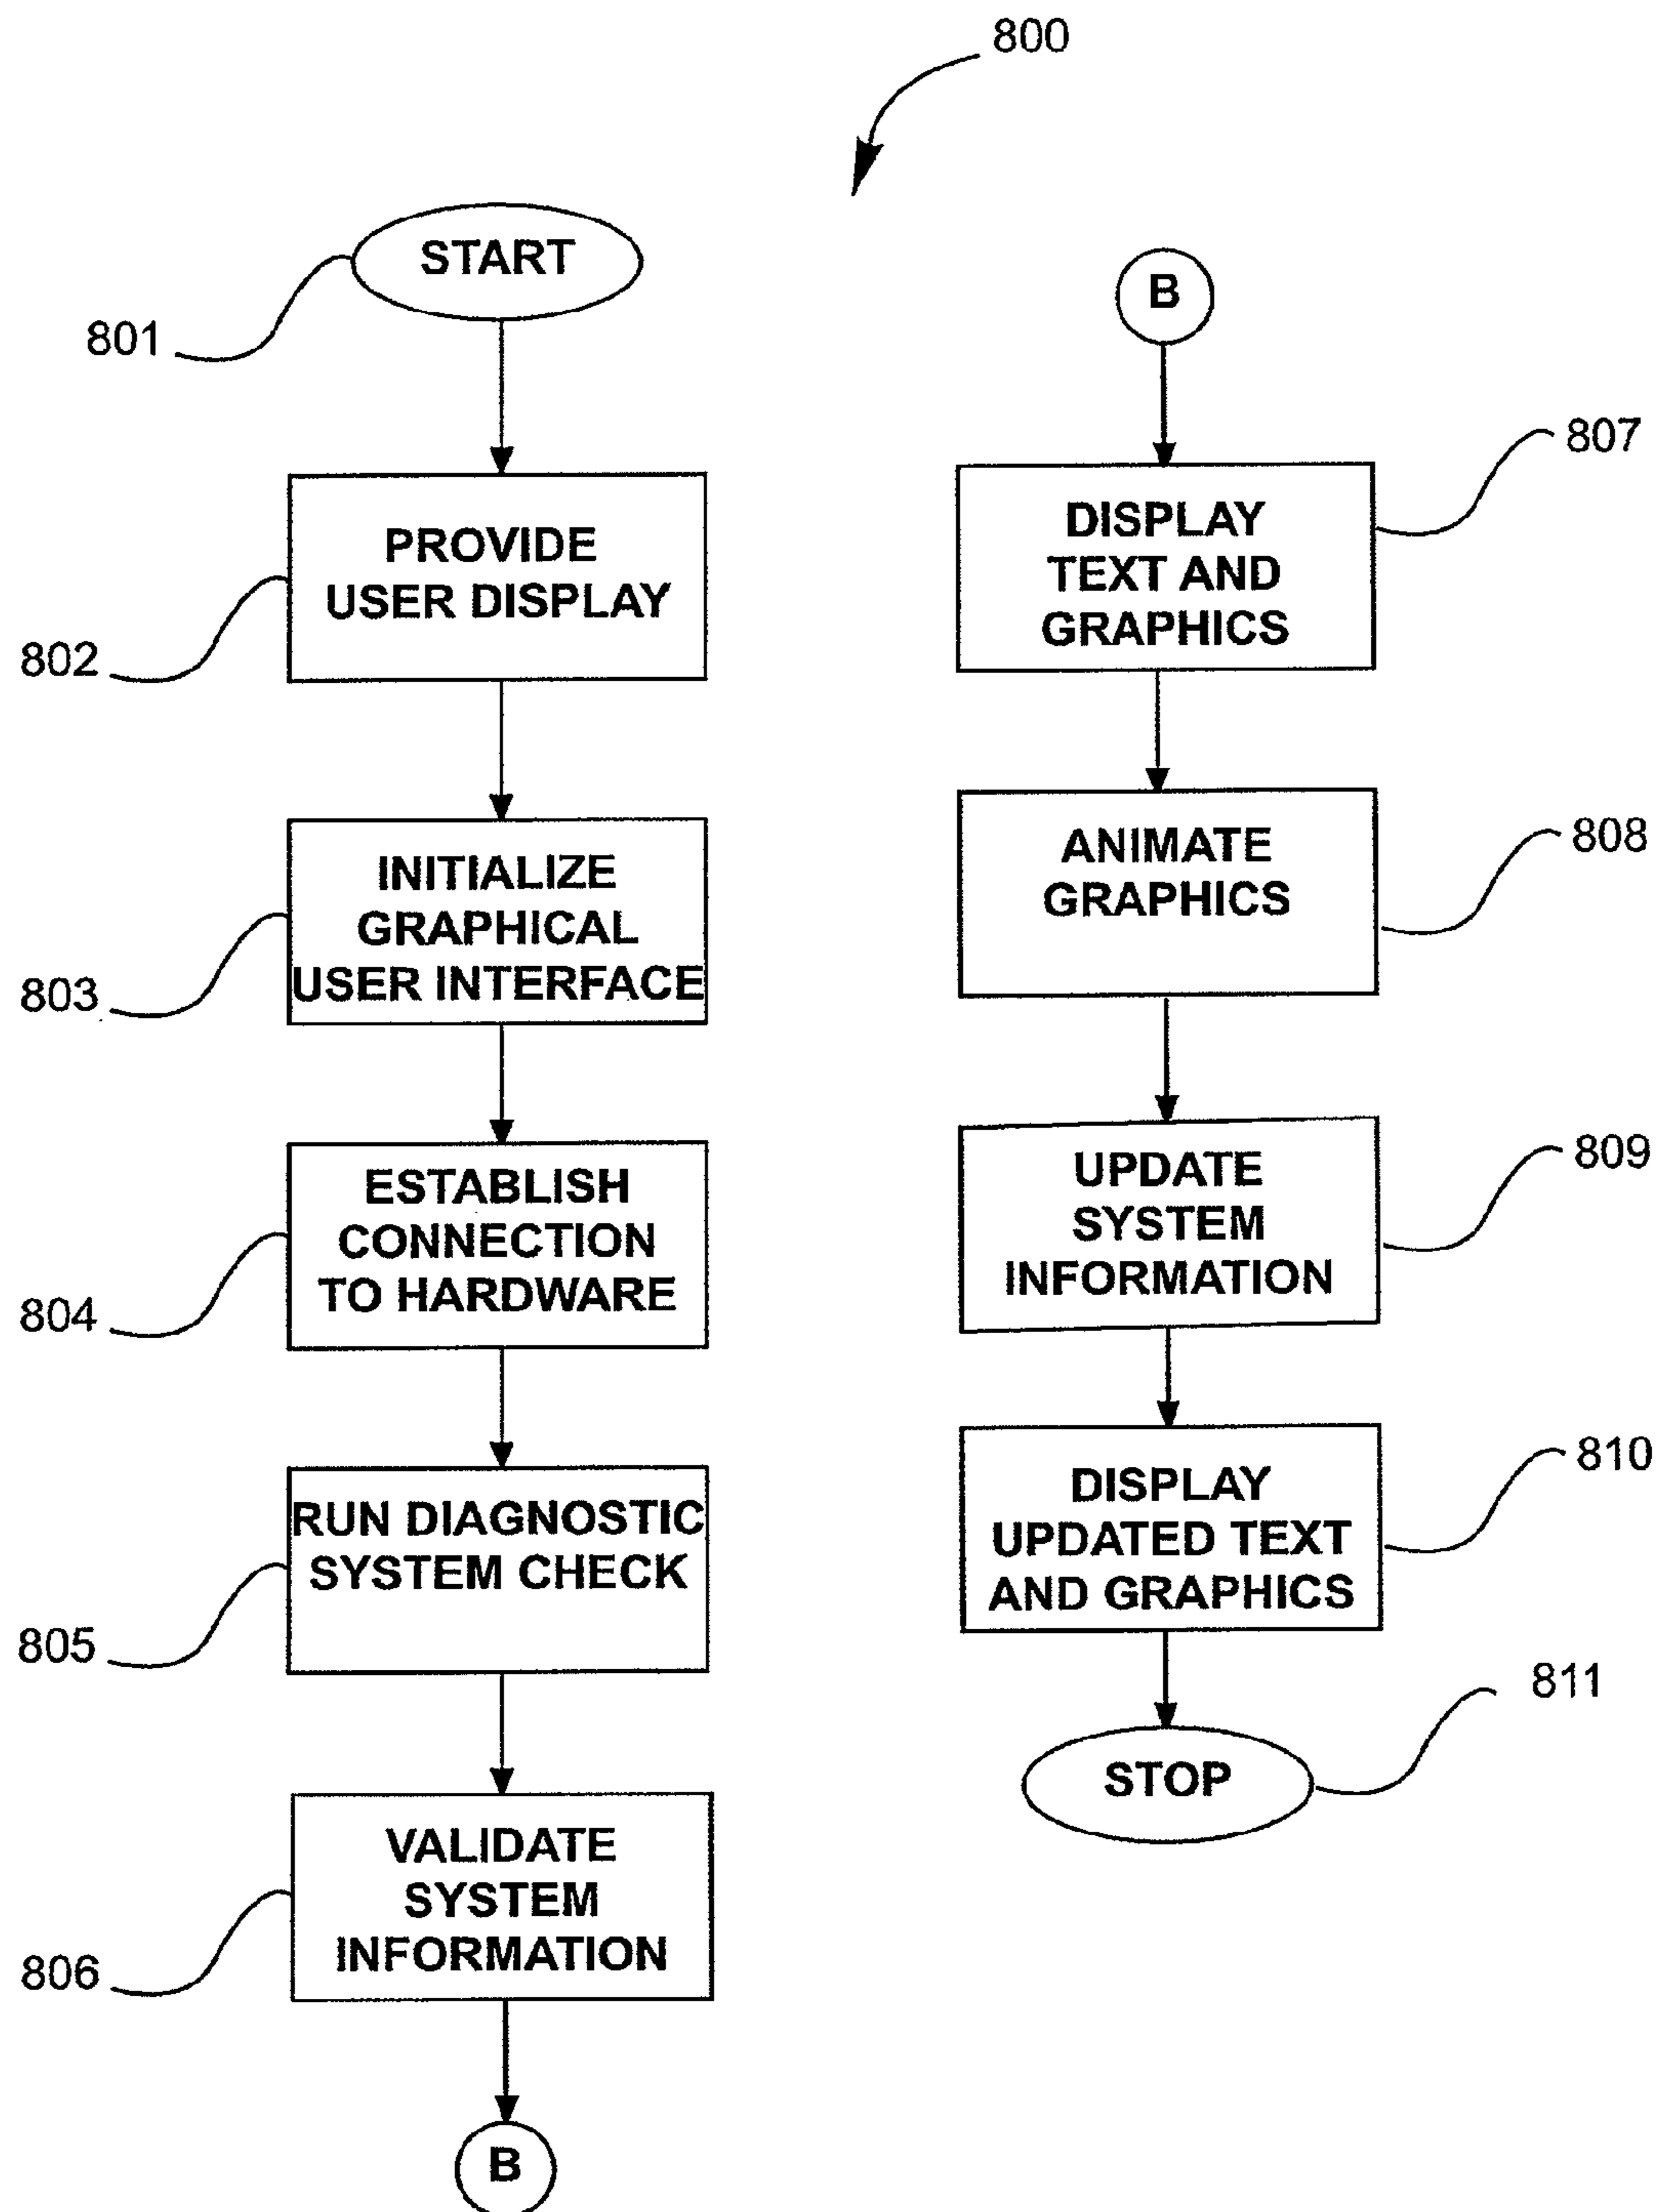 800
START
801
PROVIDE
USER DISPLAY
802
INITIALIZE
GRAPHICAL
USER INTERFACE
803
ESTABLISH
CONNECTION
TO HARDWARE
804
RUN DIAGNOSTIC
SYSTEM CHECK
805
VALIDATE
SYSTEM
INFORMATION
806
B
B
807
DISPLAY
TEXT AND
GRAPHICS
808
ANIMATE
GRAPHICS
809
UPDATE
SYSTEM
INFORMATION
810
DISPLAY
UPDATED TEXT
AND GRAPHICS
811
STOP